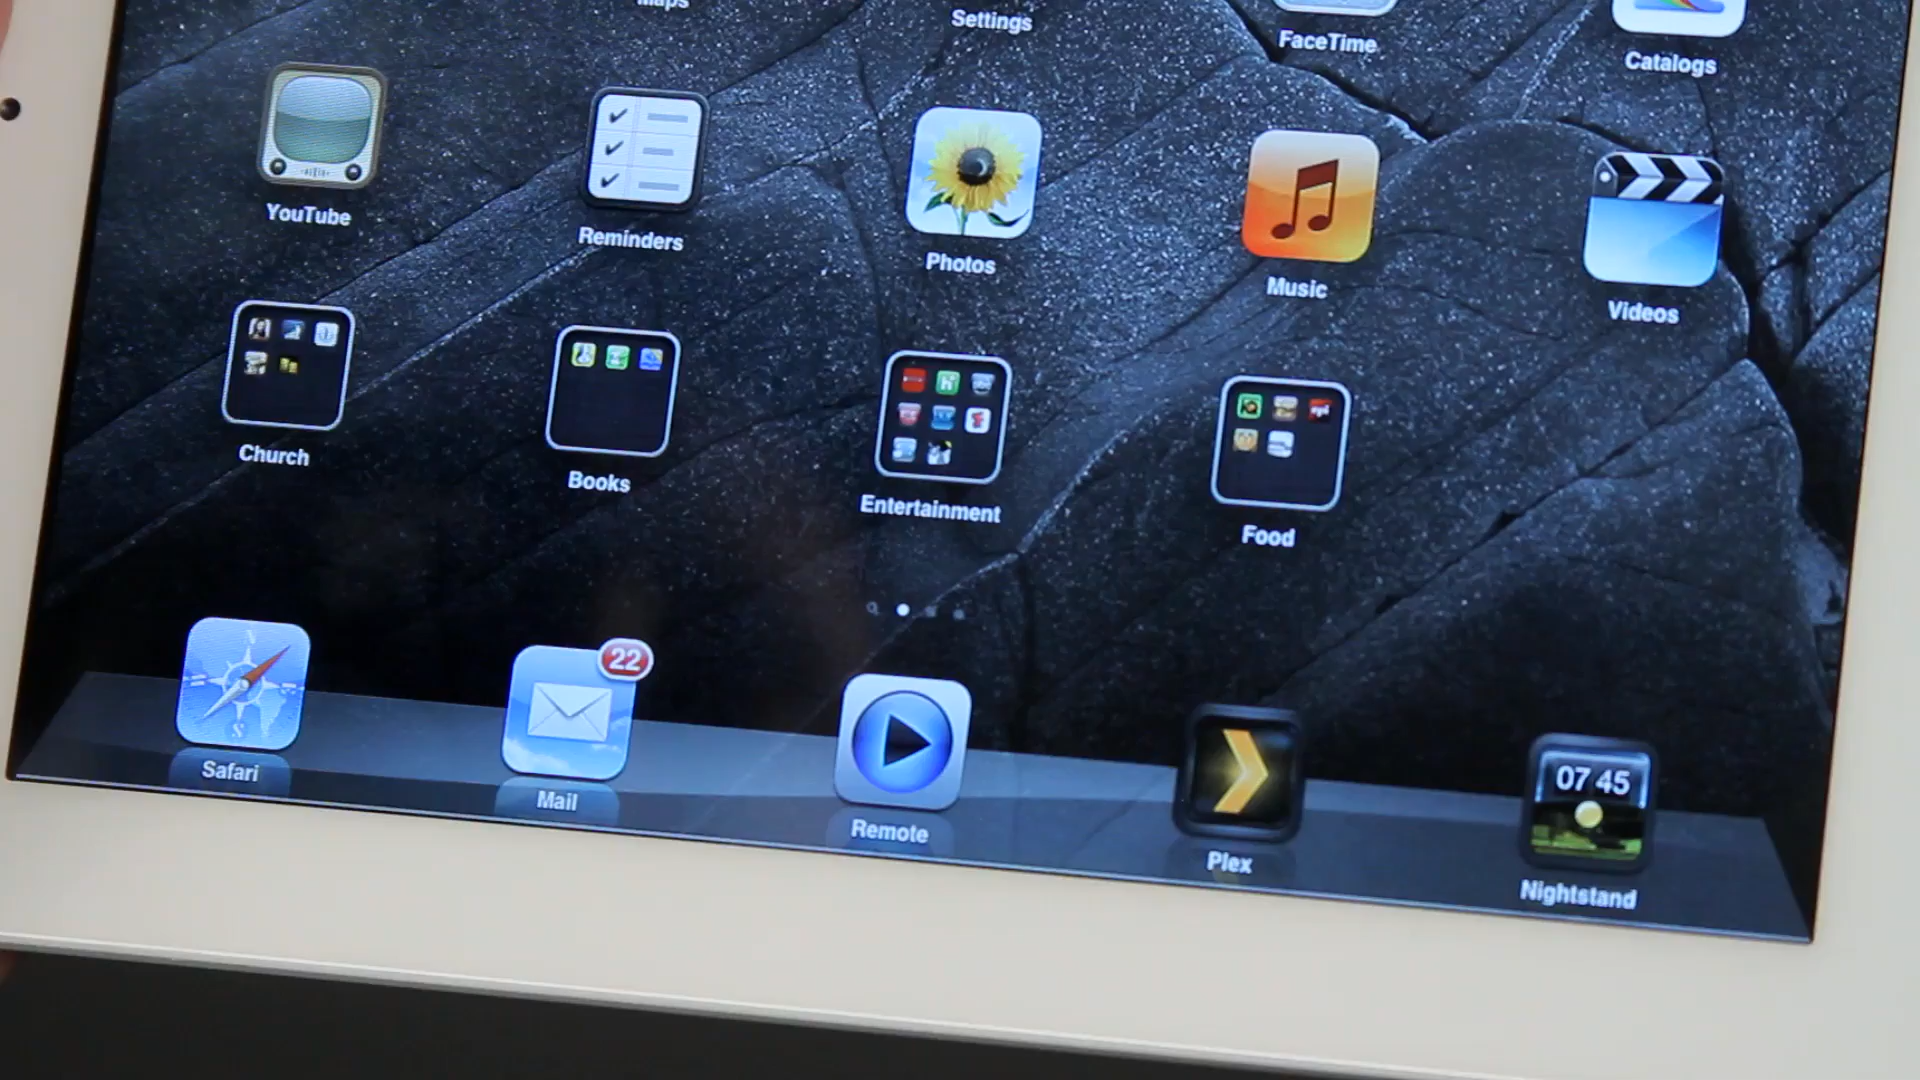 Maps
Settings
FaceTime
Catalogs
YouTube
Reminders
Photos
Music
Videos
Church
Books
Entertainment
Food
22
07 45
Safari
Mail
Remote
Plex
Nightstand